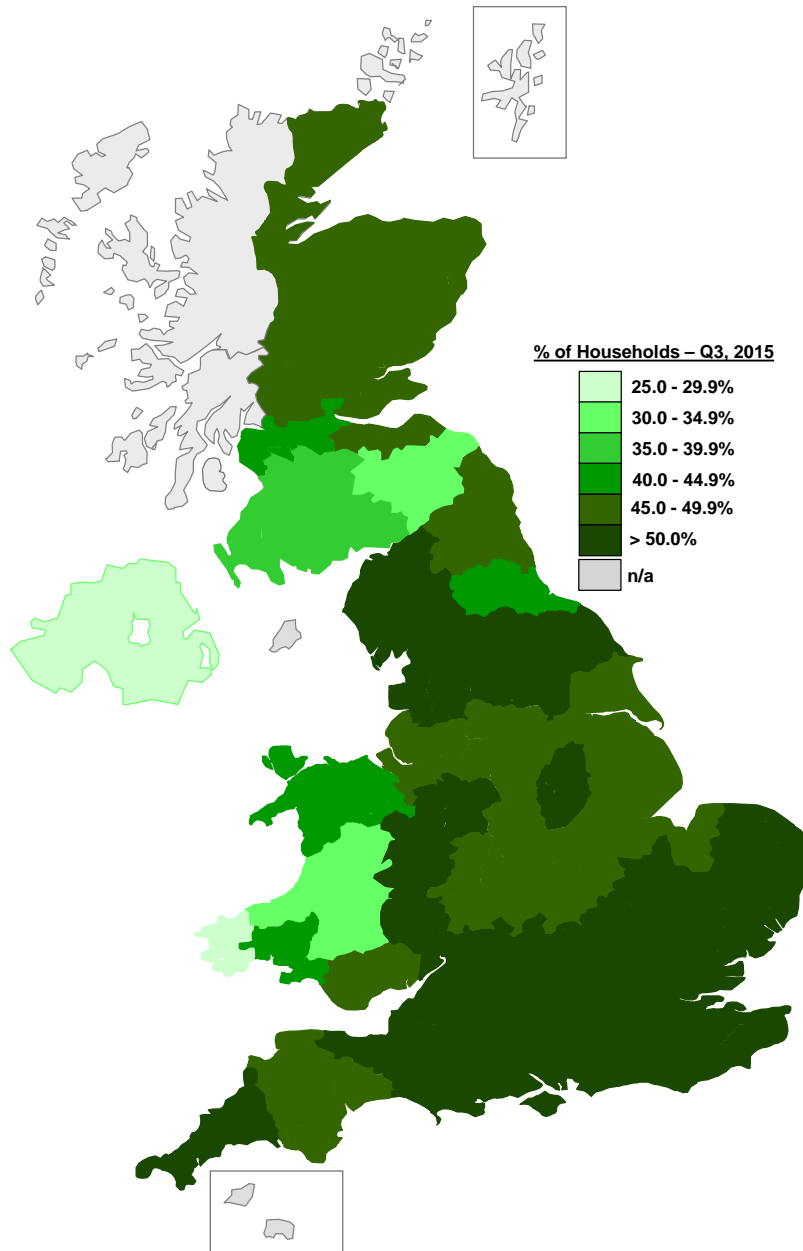 % of Households – Q3, 2015
25.0 - 29.9%
30.0 - 34.9%
35.0 - 39.9%
40.0 - 44.9%
45.0 - 49.9%
> 50.0%
n/a